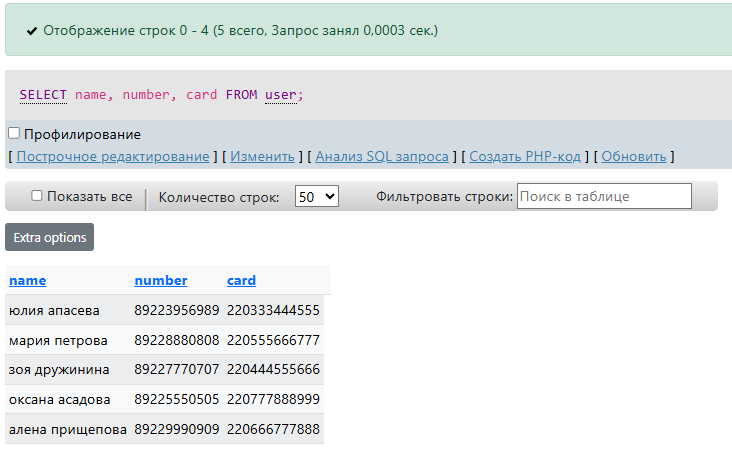 Отображение строк 0 - 4 (5 всего, Запрос занял 0,0003 сек.)
SELECT name, number, card FROM user;
Профилирование
[ Построчное редактирование ] [ Изменить ] [ Анализ SQL запроса ] [ Создать PHP-код ] [ Обновить ]
Показать все | Количество строк: 50 Фильтровать строки: Поиск в таблице
Extra options
name number card
юлия апасева 89223956989 220333444555
мария петрова 89228880808 220555666777
зоя дружинина 89227770707 220444555666
оксана асадова 89225550505 220777888999
алена прищепова 89229990909 220666777888